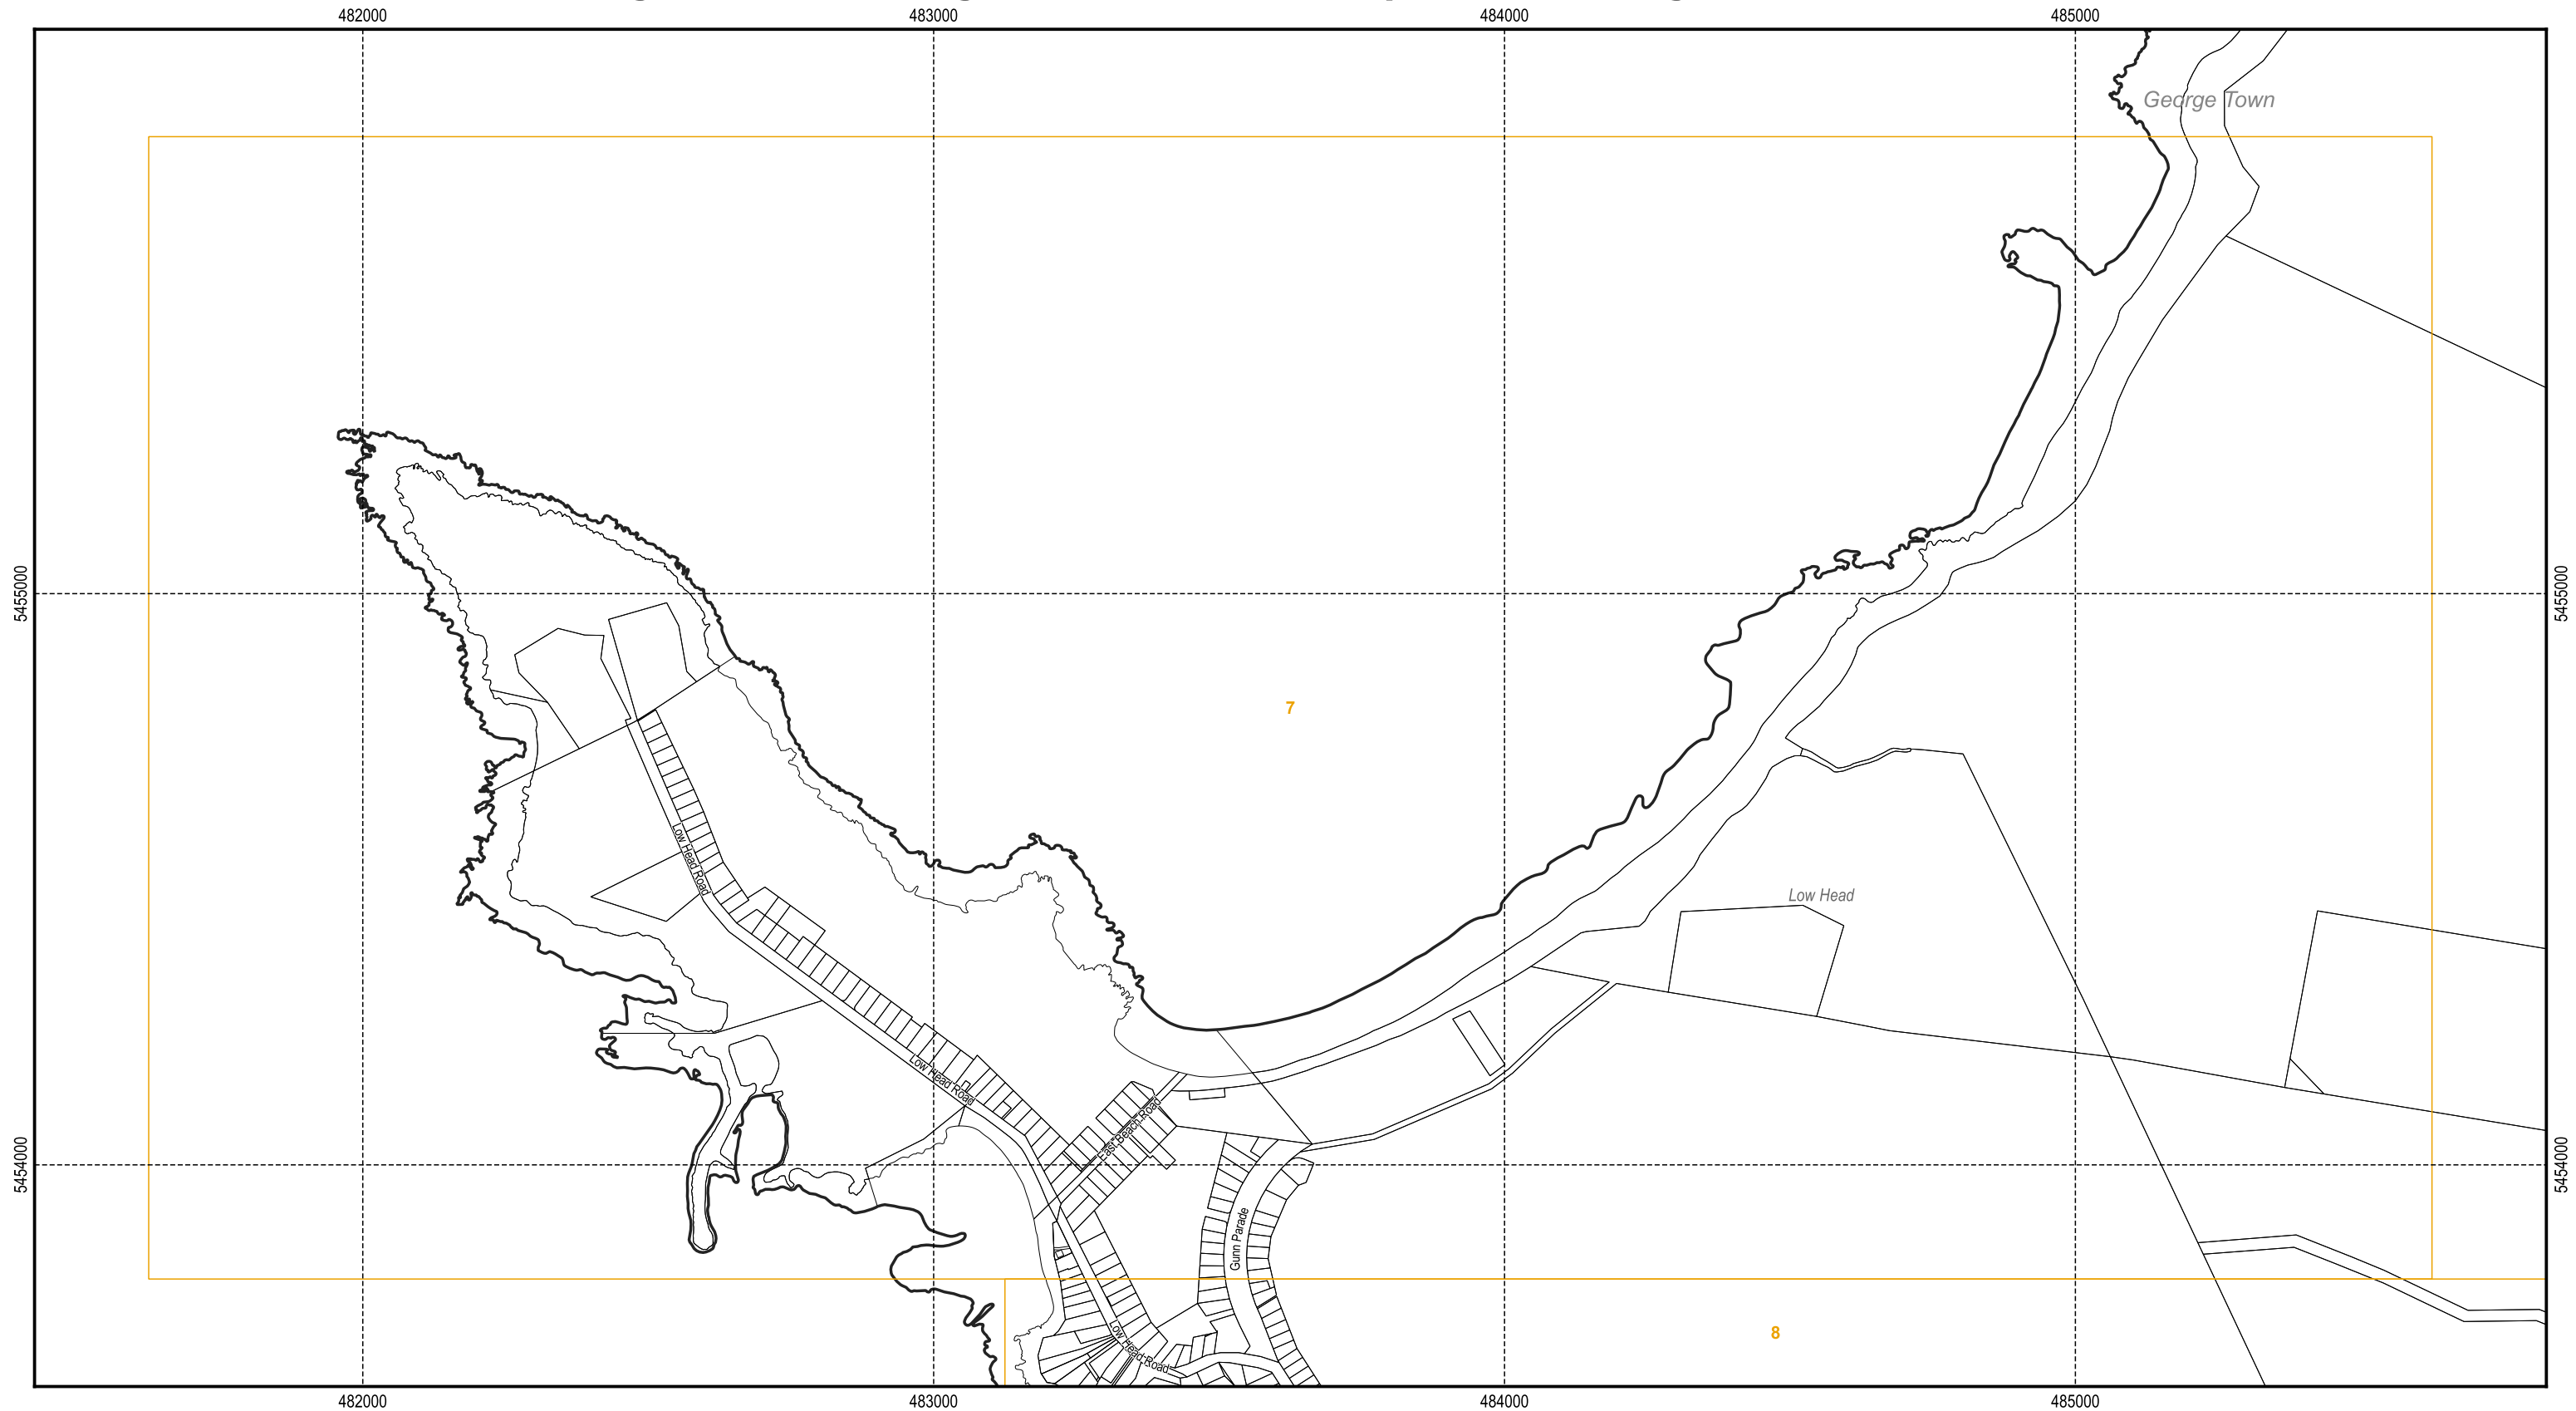 482000 483000 484000 485000
George Town
5455000 5455000
7
Low Head Road
Low Head
Low Head Road
East Beach Road
5454000 5454000
Gunn Parade
Low Head Road
8
482000 483000 484000 485000